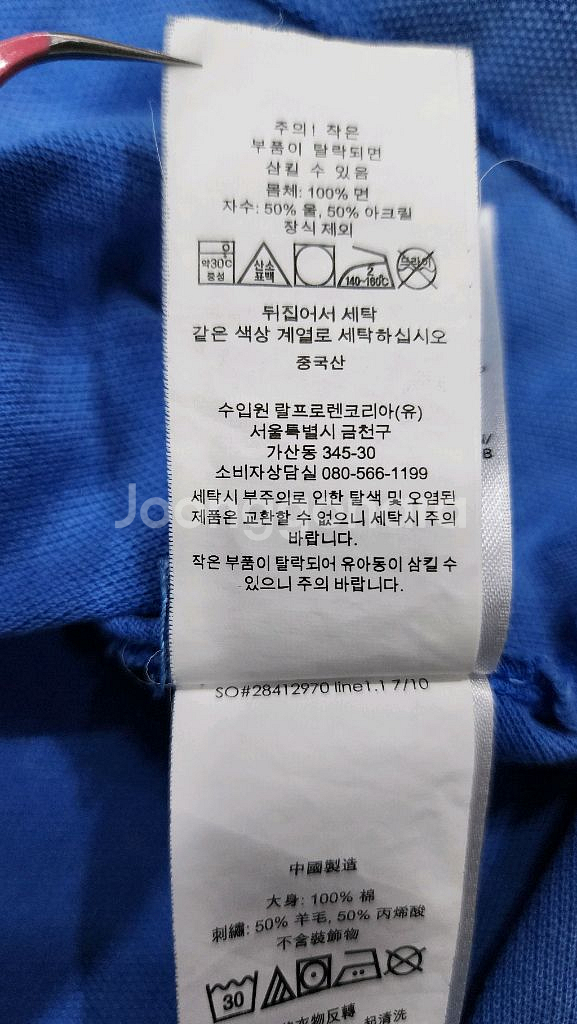 주의! 작은
부품이 탈락되면
삼킬 수 있음
몸체: 100% 면
자수: 50% 울, 50% 아크릴
장식 제외
약30℃
중성
산소
표백
2
140~160℃
드라이
뒤집어서 세탁
같은 색상 계열로 세탁하십시오
중국산
수입원 랄프로렌코리아(유)
서울특별시 금천구
가산동 345-30
소비자상담실 080-566-1199
세탁시 부주의로 인한 탈색 및 오염된
제품은 교환할 수 없으니 세탁시 주의
바랍니다.
작은 부품이 탈락되어 유아동이 삼킬 수
있으니 주의 바랍니다.
SO#28412970 line1.1 7/10
中國製造
大身: 100% 棉
刺繡: 50% 羊毛, 50% 丙烯酸
不含裝飾物
30
衣物反轉
起清洗